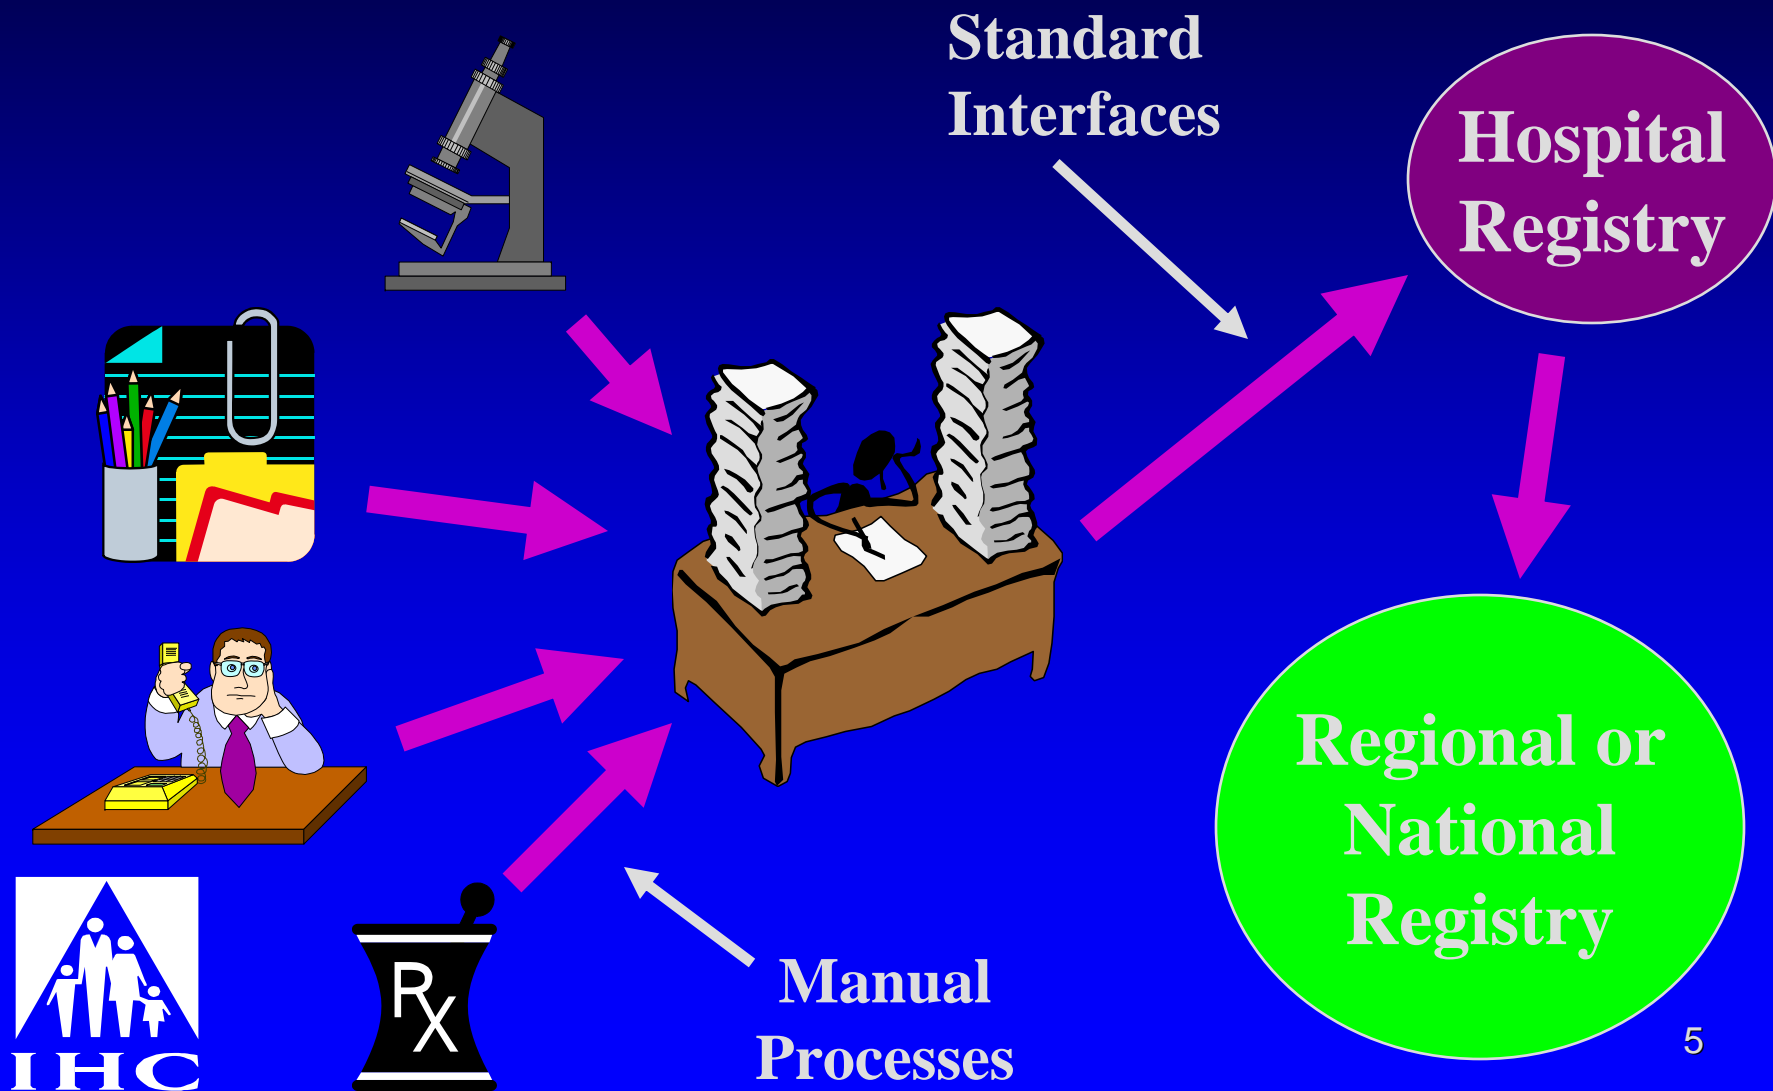 Standard
Interfaces
Hospital
Registry
Regional or
National
Registry
Manual
Processes
Rx
IHC
5